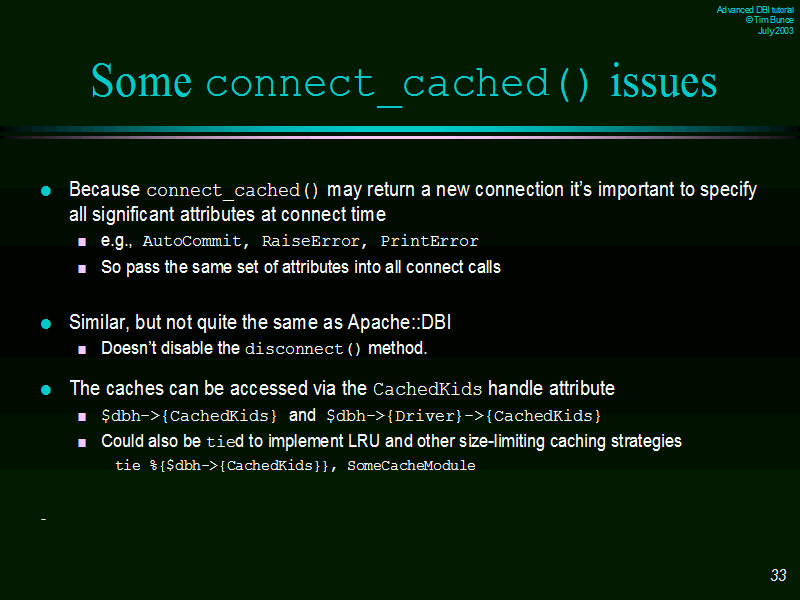 Advanced DBI tutorial
© Tim Bunce
July 2003
Some connect_cached() issues
Because connect_cached() may return a new connection it’s important to specify
all significant attributes at connect time
e.g., AutoCommit, RaiseError, PrintError
So pass the same set of attributes into all connect calls
Similar, but not quite the same as Apache::DBI
Doesn’t disable the disconnect() method.
The caches can be accessed via the CachedKids handle attribute
$dbh->{CachedKids} and $dbh->{Driver}->{CachedKids}
Could also be tied to implement LRU and other size-limiting caching strategies
tie %{$dbh->{CachedKids}}, SomeCacheModule
-
33